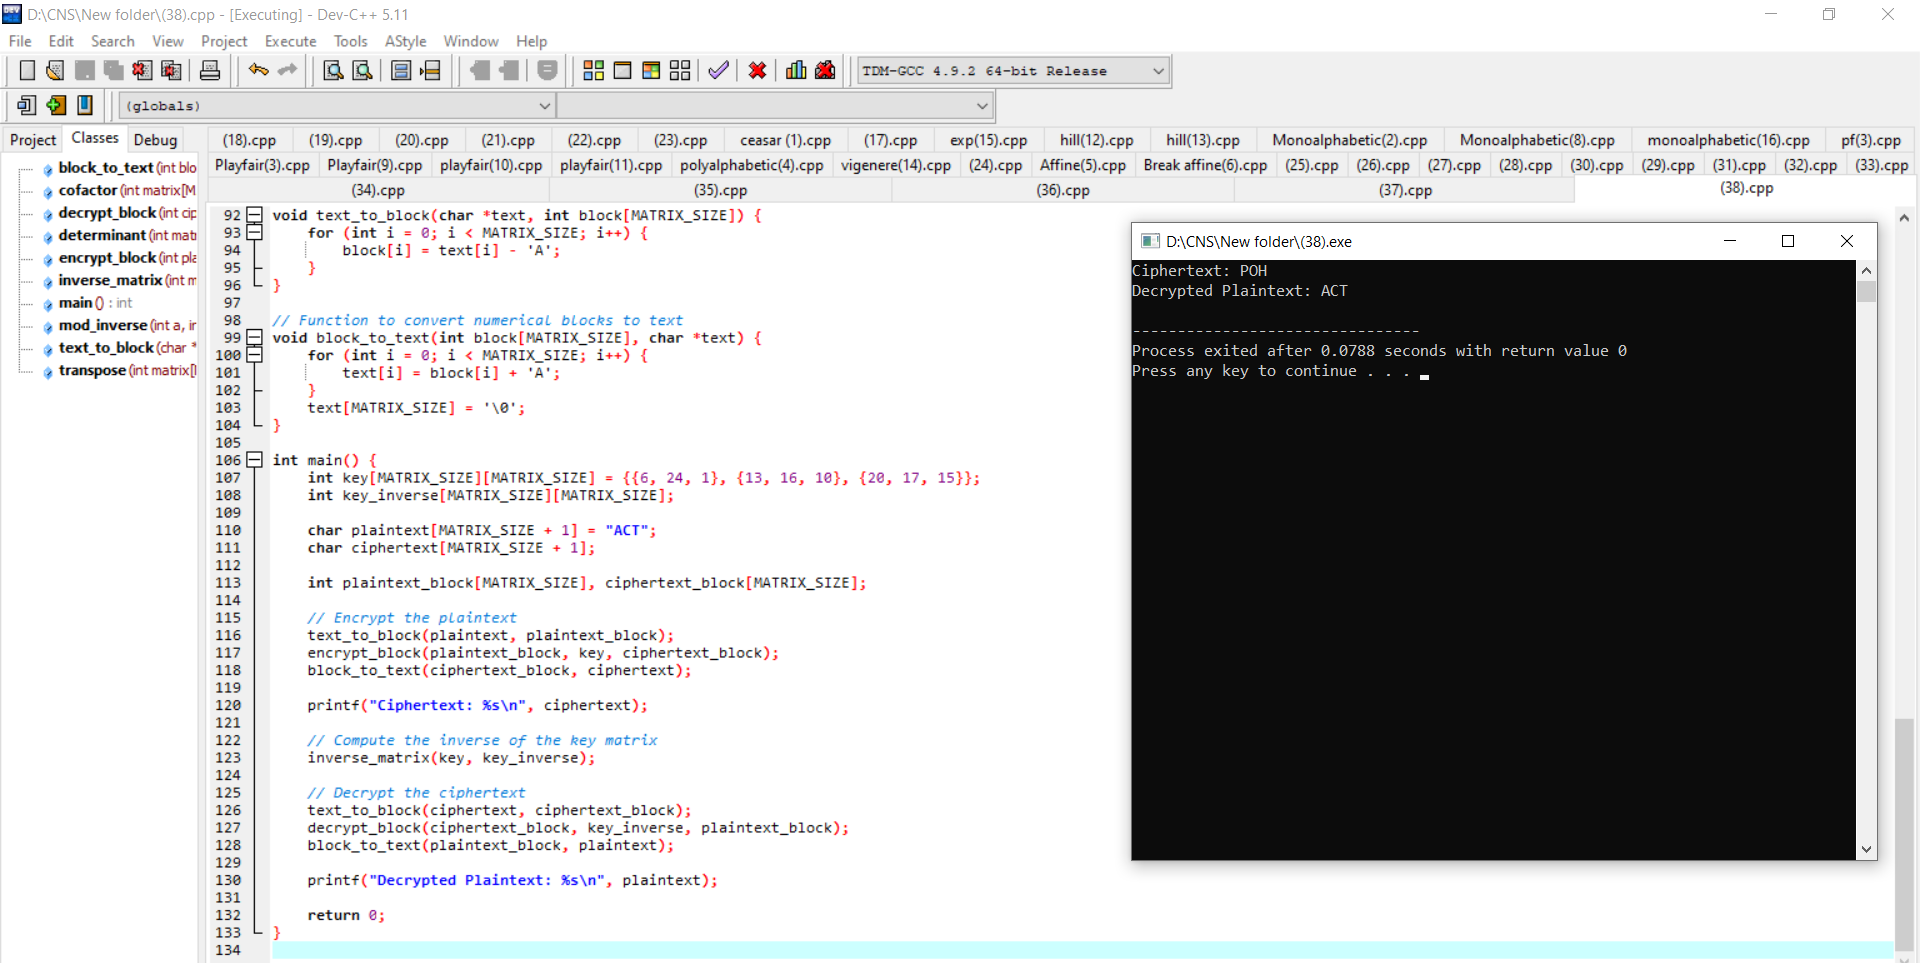 D:\CNS\New folder\(38).cpp - [Executing] - Dev-C++ 5.11
File Edit Search View Project Execute Tools AStyle Window Help
TDM-GCC 4.9.2 64-bit Release
(globals)
Project Classes Debug
(18).cpp (19).cpp (20).cpp (21).cpp (22).cpp (23).cpp ceasar (1).cpp (17).cpp exp(15).cpp hill(12).cpp hill(13).cpp Monoalphabetic(2).cpp Monoalphabetic(8).cpp monoalphabetic(16).cpp pf(3).cpp
Playfair(3).cpp Playfair(9).cpp playfair(10).cpp playfair(11).cpp polyalphabetic(4).cpp vigenere(14).cpp (24).cpp Affine(5).cpp Break affine(6).cpp (25).cpp (26).cpp (27).cpp (28).cpp (30).cpp (29).cpp (31).cpp (32).cpp (33).cpp
(34).cpp (35).cpp (36).cpp (37).cpp (38).cpp
block_to_text (int blo
cofactor (int matrix[M
decrypt_block (int cip
determinant (int matr
encrypt_block (int pla
inverse_matrix (int m
main () : int
mod_inverse (int a, ir
text_to_block (char *
transpose (int matrix[
92 void text_to_block(char *text, int block[MATRIX_SIZE]) {
93 for (int i = 0; i < MATRIX_SIZE; i++) {
94 block[i] = text[i] - 'A';
95 }
96 }
97
98 // Function to convert numerical blocks to text
99 void block_to_text(int block[MATRIX_SIZE], char *text) {
100 for (int i = 0; i < MATRIX_SIZE; i++) {
101 text[i] = block[i] + 'A';
102 }
103 text[MATRIX_SIZE] = '\0';
104 }
105
106 int main() {
107 int key[MATRIX_SIZE][MATRIX_SIZE] = {{6, 24, 1}, {13, 16, 10}, {20, 17, 15}};
108 int key_inverse[MATRIX_SIZE][MATRIX_SIZE];
109
110 char plaintext[MATRIX_SIZE + 1] = "ACT";
111 char ciphertext[MATRIX_SIZE + 1];
112
113 int plaintext_block[MATRIX_SIZE], ciphertext_block[MATRIX_SIZE];
114
115 // Encrypt the plaintext
116 text_to_block(plaintext, plaintext_block);
117 encrypt_block(plaintext_block, key, ciphertext_block);
118 block_to_text(ciphertext_block, ciphertext);
119
120 printf("Ciphertext: %s\n", ciphertext);
121
122 // Compute the inverse of the key matrix
123 inverse_matrix(key, key_inverse);
124
125 // Decrypt the ciphertext
126 text_to_block(ciphertext, ciphertext_block);
127 decrypt_block(ciphertext_block, key_inverse, plaintext_block);
128 block_to_text(plaintext_block, plaintext);
129
130 printf("Decrypted Plaintext: %s\n", plaintext);
131
132 return 0;
133 }
134
D:\CNS\New folder\(38).exe
Ciphertext: POH
Decrypted Plaintext: ACT
--------------------------------
Process exited after 0.0788 seconds with return value 0
Press any key to continue . . .